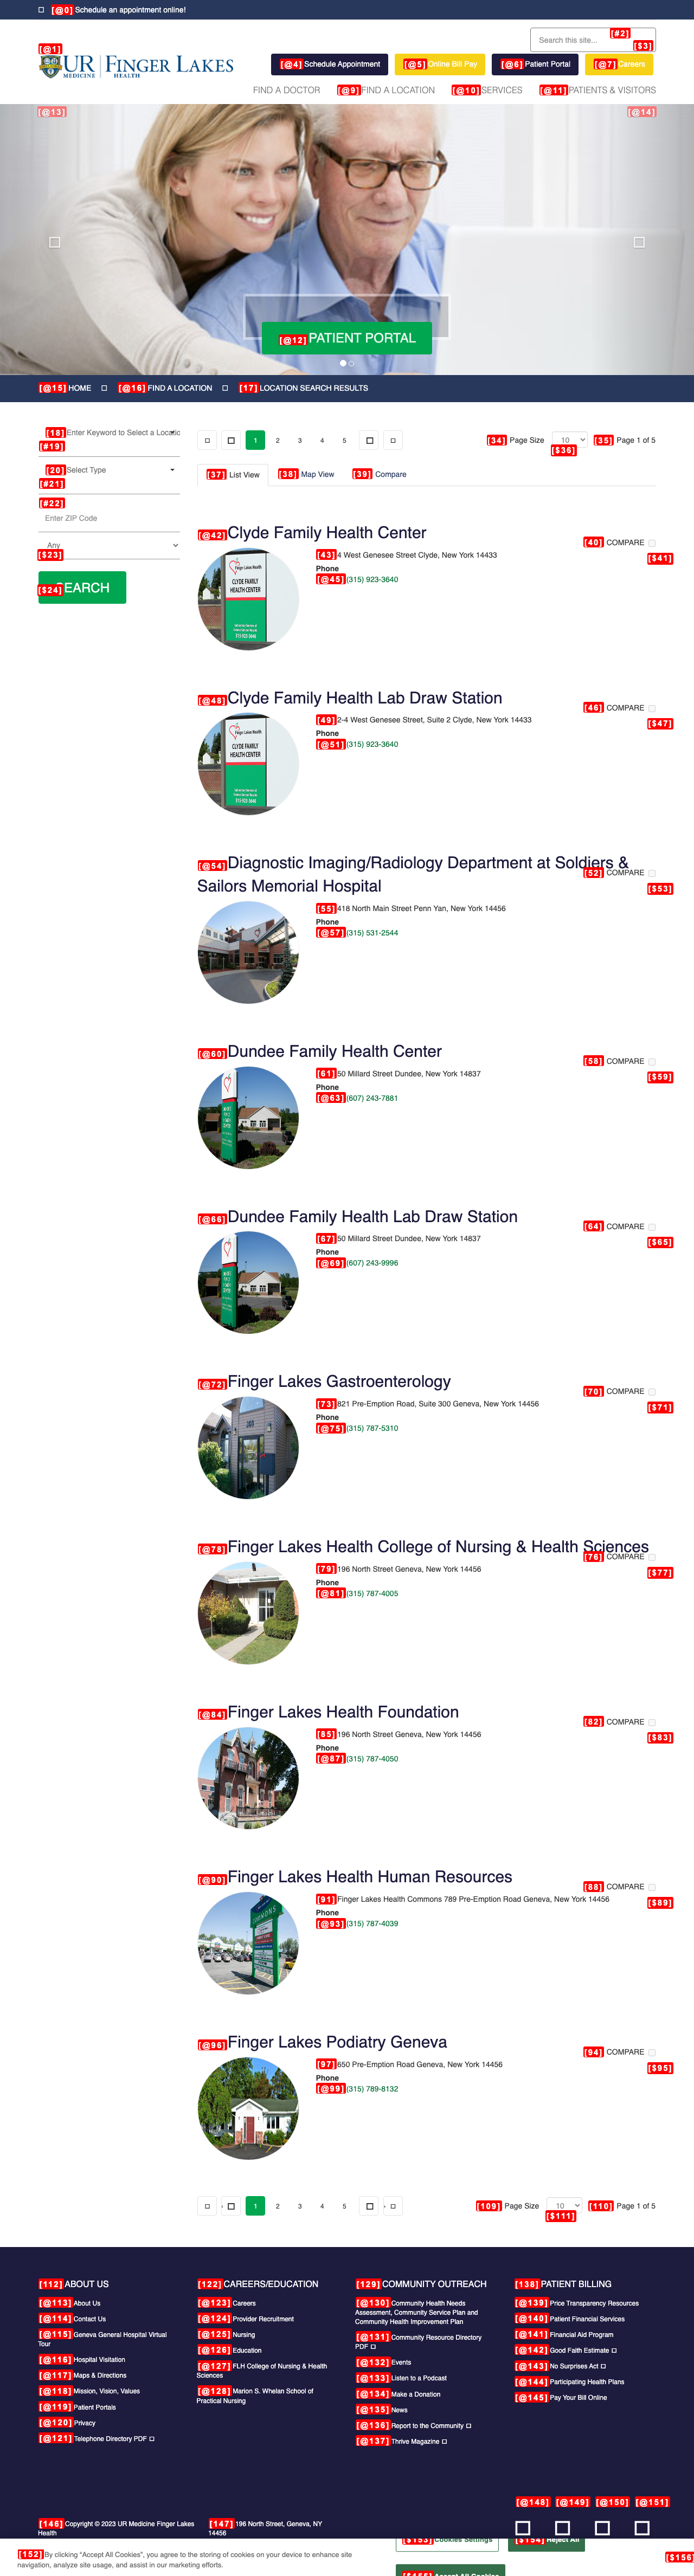 [@0] Schedule an appointment online!
[#2]
Search this site...
[$3]
[@1]
UR FINGER LAKES
MEDICINE HEALTH
[@4] Schedule Appointment [@5] Online Bill Pay [@6] Patient Portal [@7] Careers
FIND A DOCTOR [@9] FIND A LOCATION [@10] SERVICES [@11] PATIENTS & VISITORS
[@13] [@14]
[@12] PATIENT PORTAL
[@15] HOME [@16] FIND A LOCATION [17] LOCATION SEARCH RESULTS
[18] Enter Keyword to Select a Locatic
[#19]
[20] Select Type
[#21]
[#22]
Enter ZIP Code
Any
[$23]
[$24] SEARCH
1 2 3 4 5 [34] Page Size 10 [35] Page 1 of 5
[$36]
[37] List View [38] Map View [39] Compare
[@42] Clyde Family Health Center
[40] COMPARE
[$41]
[43] 4 West Genesee Street Clyde, New York 14433
Phone
[@45] (315) 923-3640
[@48] Clyde Family Health Lab Draw Station
[46] COMPARE
[$47]
[49] 2-4 West Genesee Street, Suite 2 Clyde, New York 14433
Phone
[@51] (315) 923-3640
[@54] Diagnostic Imaging/Radiology Department at Soldiers &
Sailors Memorial Hospital
[52] COMPARE
[$53]
[55] 418 North Main Street Penn Yan, New York 14456
Phone
[@57] (315) 531-2544
[@60] Dundee Family Health Center
[58] COMPARE
[$59]
[61] 50 Millard Street Dundee, New York 14837
Phone
[@63] (607) 243-7881
[@66] Dundee Family Health Lab Draw Station
[64] COMPARE
[$65]
[67] 50 Millard Street Dundee, New York 14837
Phone
[@69] (607) 243-9996
[@72] Finger Lakes Gastroenterology
[70] COMPARE
[$71]
[73] 821 Pre-Emption Road, Suite 300 Geneva, New York 14456
Phone
[@75] (315) 787-5310
[@78] Finger Lakes Health College of Nursing & Health Sciences
[76] COMPARE
[$77]
[79] 196 North Street Geneva, New York 14456
Phone
[@81] (315) 787-4005
[@84] Finger Lakes Health Foundation
[82] COMPARE
[$83]
[85] 196 North Street Geneva, New York 14456
Phone
[@87] (315) 787-4050
[@90] Finger Lakes Health Human Resources
[88] COMPARE
[$89]
[91] Finger Lakes Health Commons 789 Pre-Emption Road Geneva, New York 14456
Phone
[@93] (315) 787-4039
[@96] Finger Lakes Podiatry Geneva
[94] COMPARE
[$95]
[97] 650 Pre-Emption Road Geneva, New York 14456
Phone
[@99] (315) 789-8132
1 2 3 4 5 [109] Page Size 10 [110] Page 1 of 5
[$111]
[112] ABOUT US
[@113] About Us
[@114] Contact Us
[@115] Geneva General Hospital Virtual
Tour
[@116] Hospital Visitation
[@117] Maps & Directions
[@118] Mission, Vision, Values
[@119] Patient Portals
[@120] Privacy
[@121] Telephone Directory PDF
[122] CAREERS/EDUCATION
[@123] Careers
[@124] Provider Recruitment
[@125] Nursing
[@126] Education
[@127] FLH College of Nursing & Health
Sciences
[@128] Marion S. Whelan School of
Practical Nursing
[129] COMMUNITY OUTREACH
[@130] Community Health Needs
Assessment, Community Service Plan and
Community Health Improvement Plan
[@131] Community Resource Directory
PDF
[@132] Events
[@133] Listen to a Podcast
[@134] Make a Donation
[@135] News
[@136] Report to the Community
[@137] Thrive Magazine
[138] PATIENT BILLING
[@139] Price Transparency Resources
[@140] Patient Financial Services
[@141] Financial Aid Program
[@142] Good Faith Estimate
[@143] No Surprises Act
[@144] Participating Health Plans
[@145] Pay Your Bill Online
[@148] [@149] [@150] [@151]
[146] Copyright © 2023 UR Medicine Finger Lakes
Health
[147] 196 North Street, Geneva, NY
14456
[152] By clicking "Accept All Cookies", you agree to the storing of cookies on your device to enhance site
navigation, analyze site usage, and assist in our marketing efforts.
[$153] Cookies Settings [$154] Reject All
[$155] Accept All Cookies
[$156